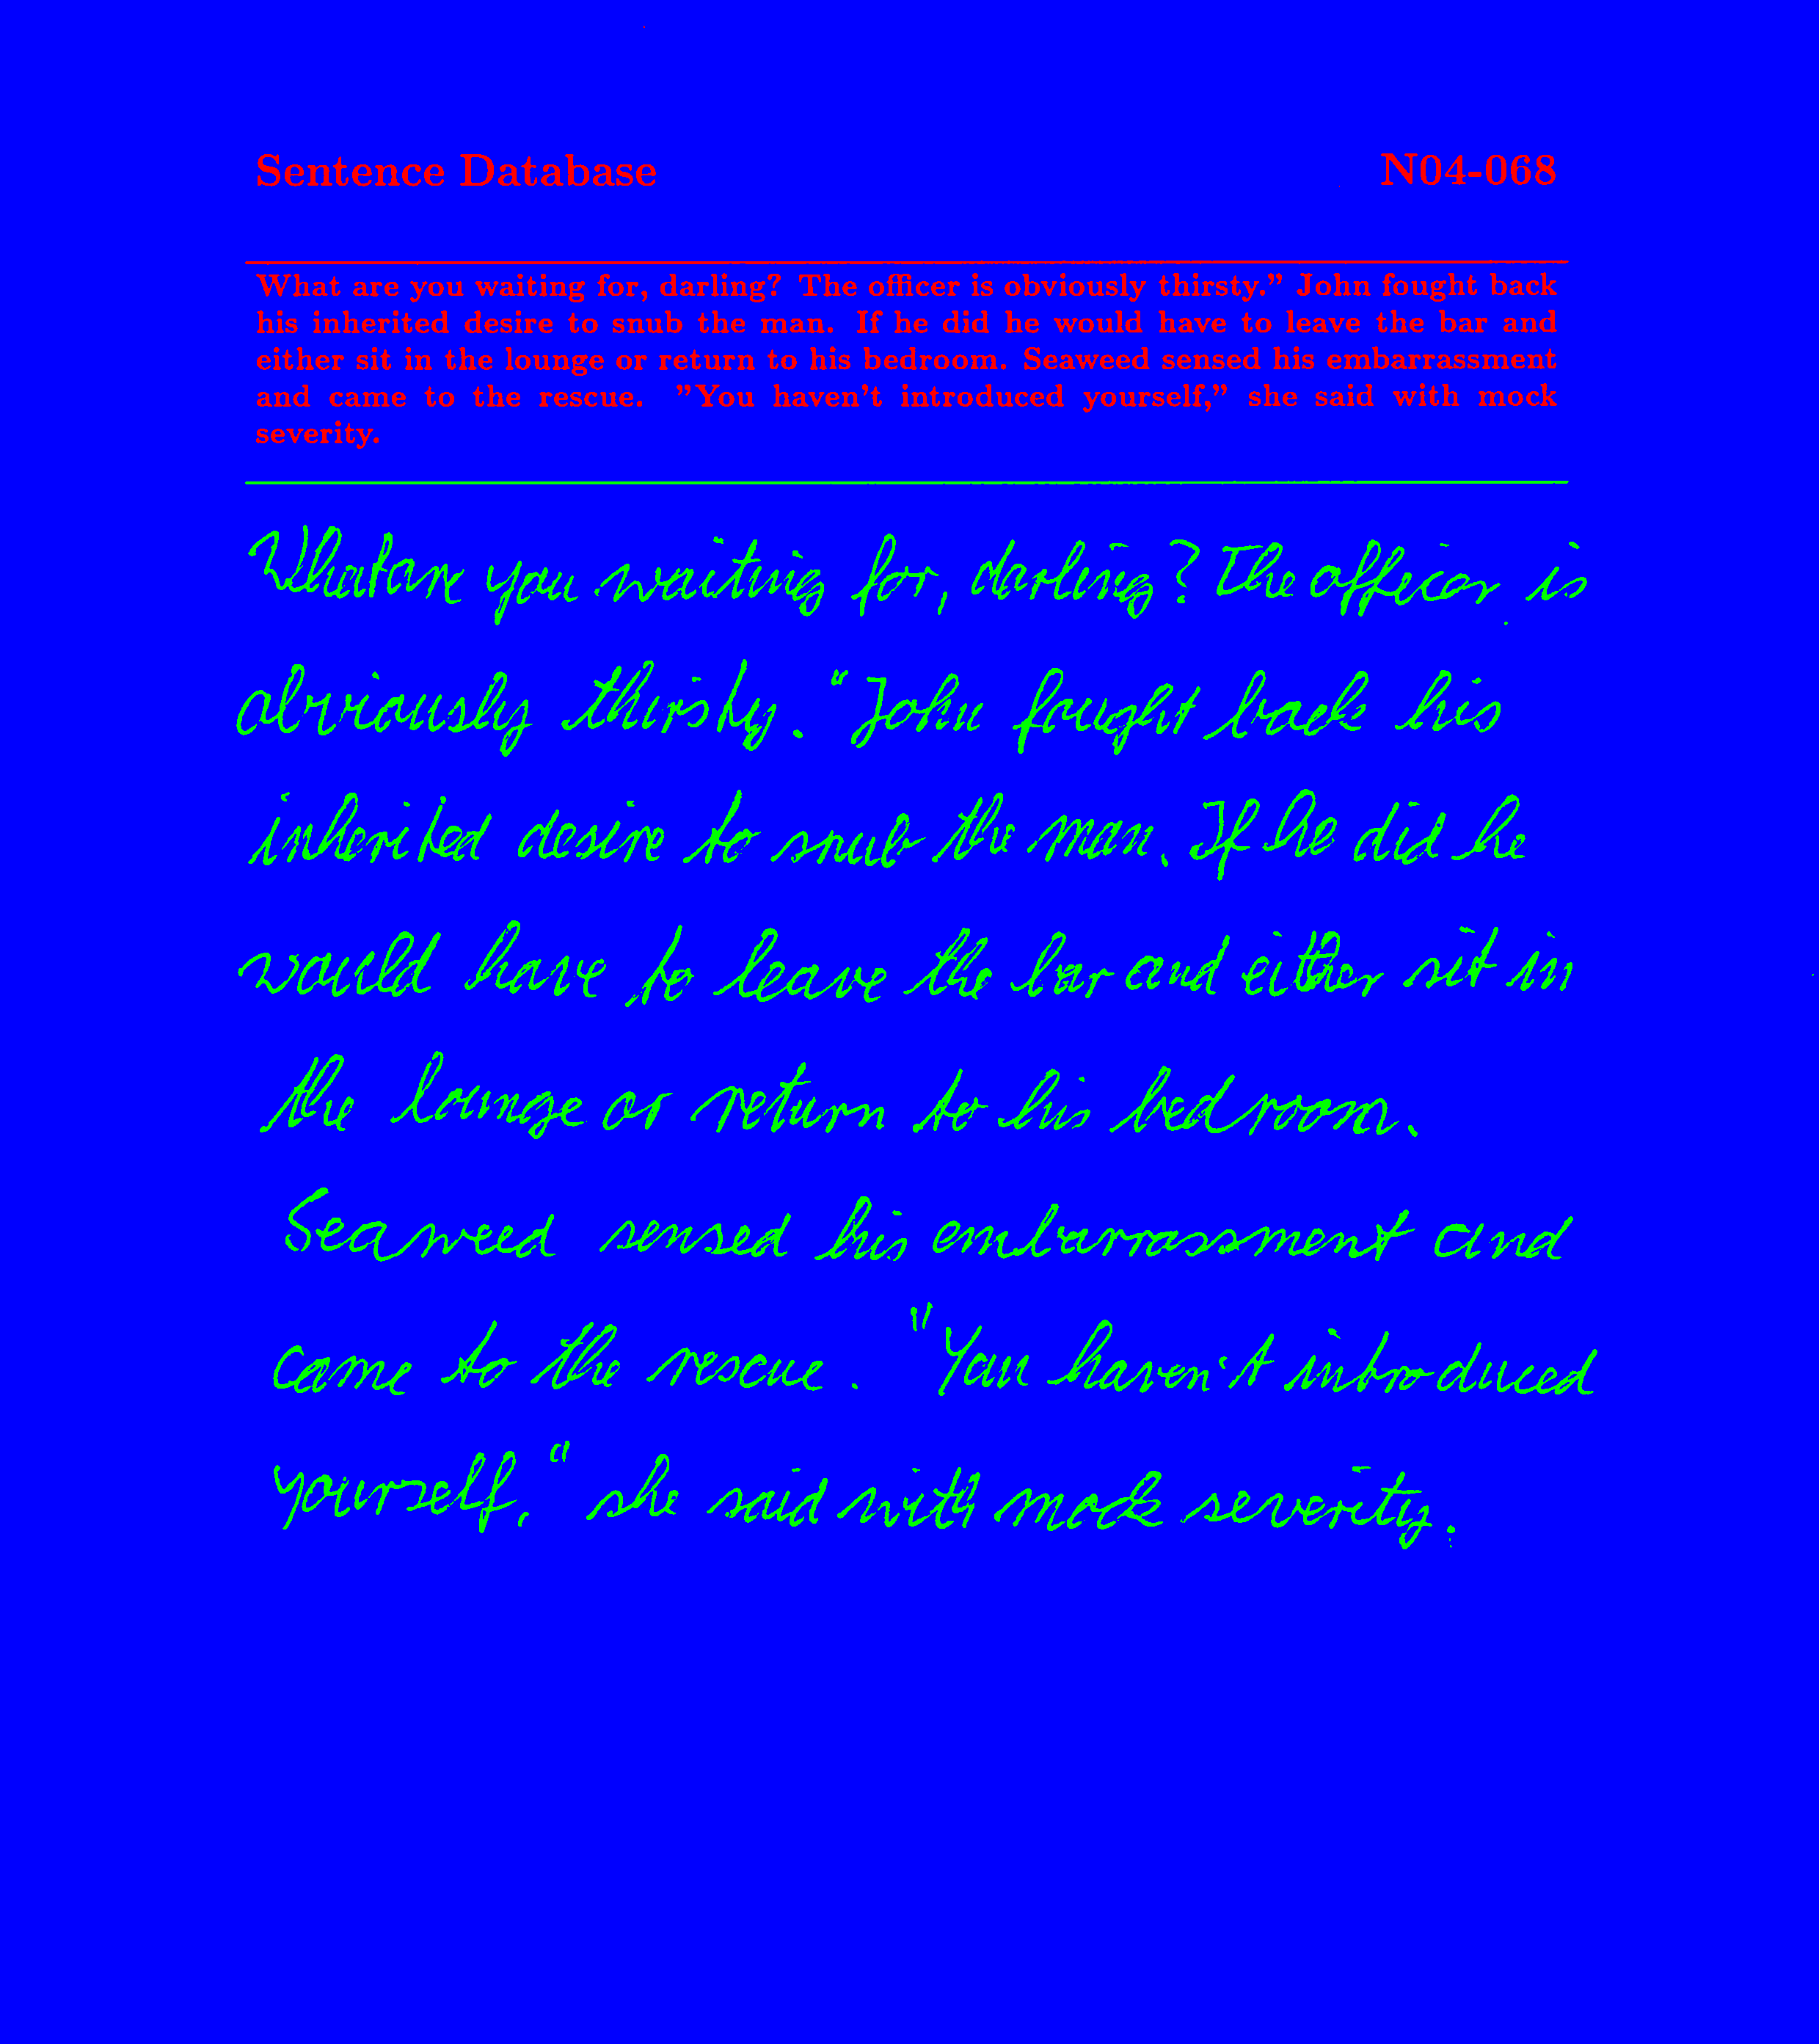 Sentence Database N04-068
What are you waiting for, darling? The officer is obviously thirsty." John fought back
his inherited desire to snub the man. If he did he would have to leave the bar and
either sit in the lounge or return to his bedroom. Seaweed sensed his embarrassment
and came to the rescue. "You haven't introduced yourself," she said with mock
severity.
What are you waiting for, darling? The officer is
obviously thirsty. "John fought back his
inherited desire to snub the man. If he did he
would have to leave the bar and either sit in
the lounge or return to his bedroom.
Seaweed sensed his embarrassment and
came to the rescue. "You haven't introduced
yourself," she said with mock severity.